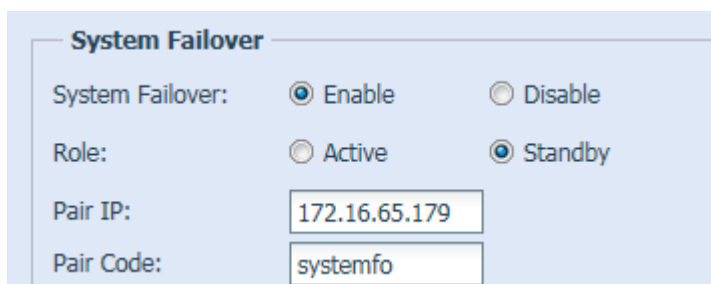 System Failover
System Failover: Enable Disable
Role: Active Standby
Pair IP: 172.16.65.179
Pair Code: systemfo